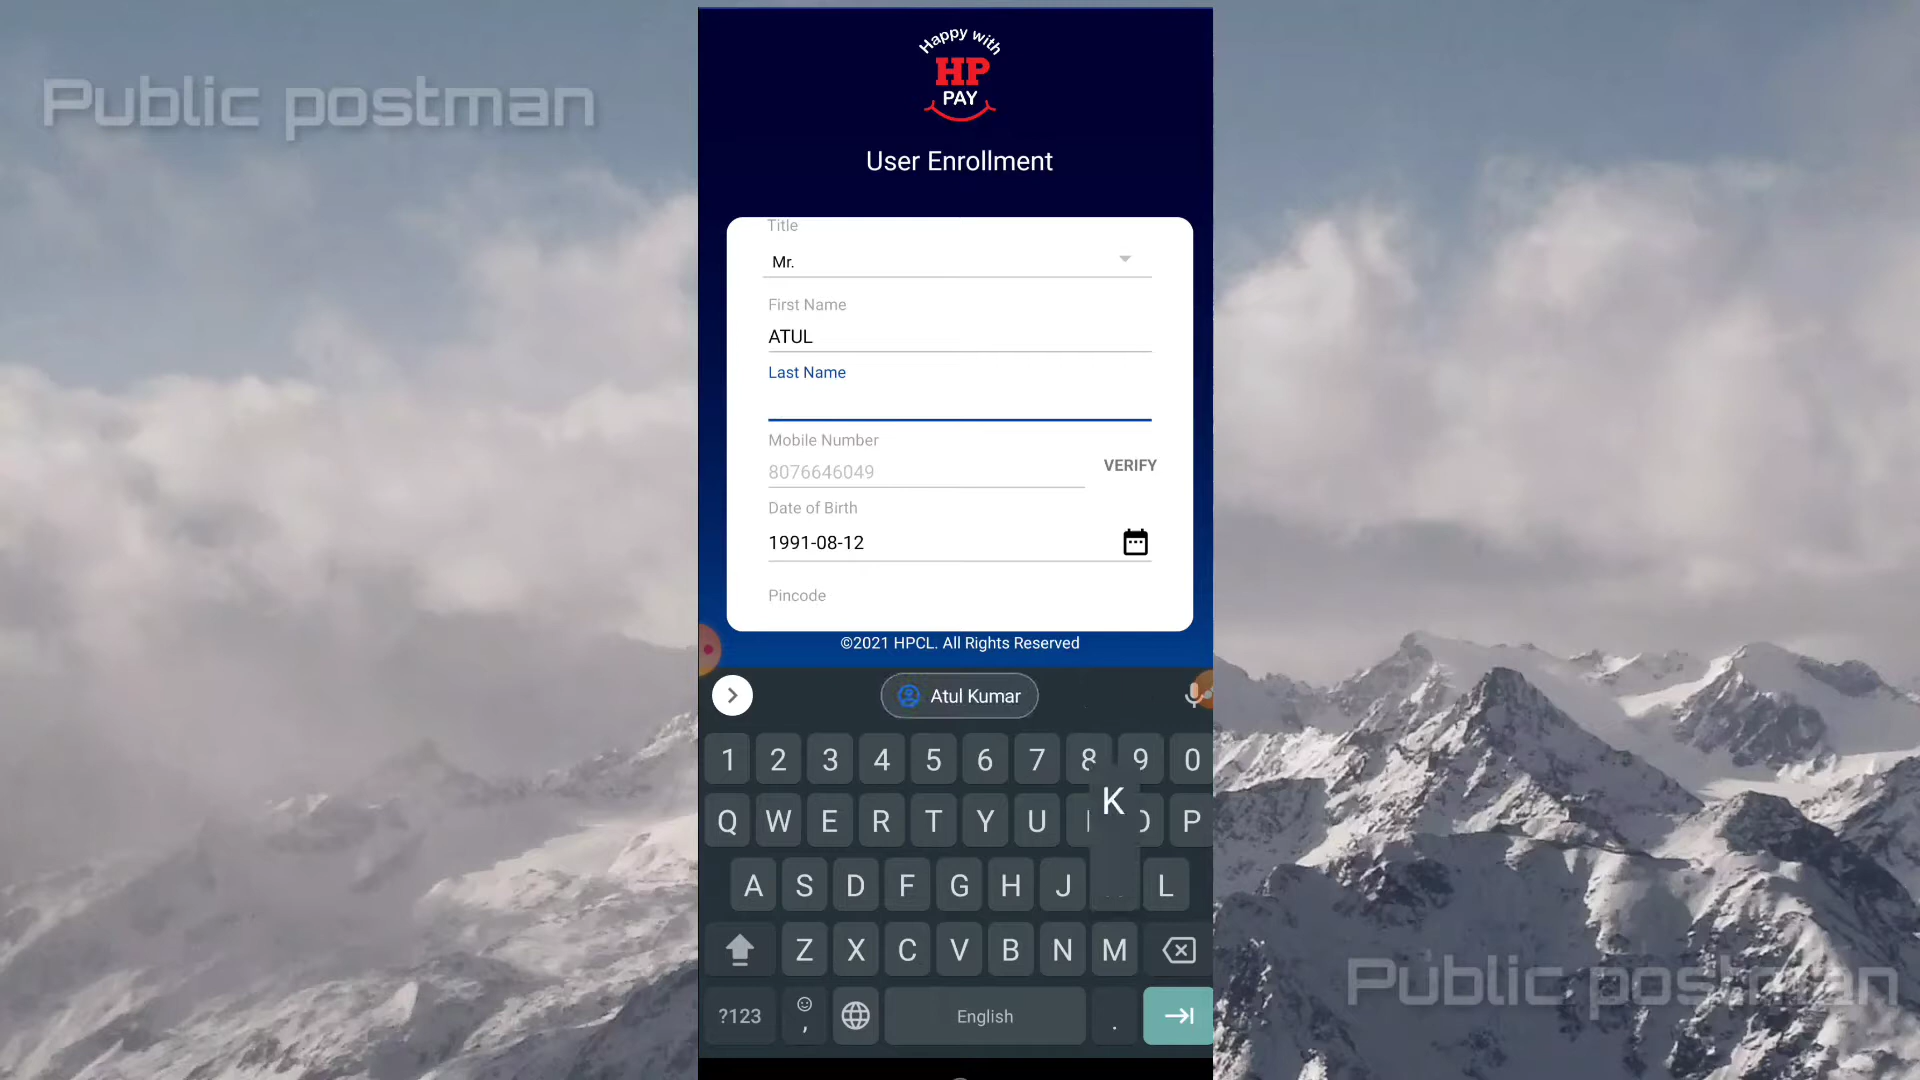 Public postman
Happy with
HP
PAY
User Enrollment
Title
Mr.
First Name
ATUL
Last Name
Mobile Number
8076646049
VERIFY
Date of Birth
1991-08-12
Pincode
©2021 HPCL. All Rights Reserved
Atul Kumar
1 2 3 4 5 6 7 8 9 0
K
Q W E R T Y U I O P
A S D F G H J L
Z X C V B N M
?123 , English .
Public postman